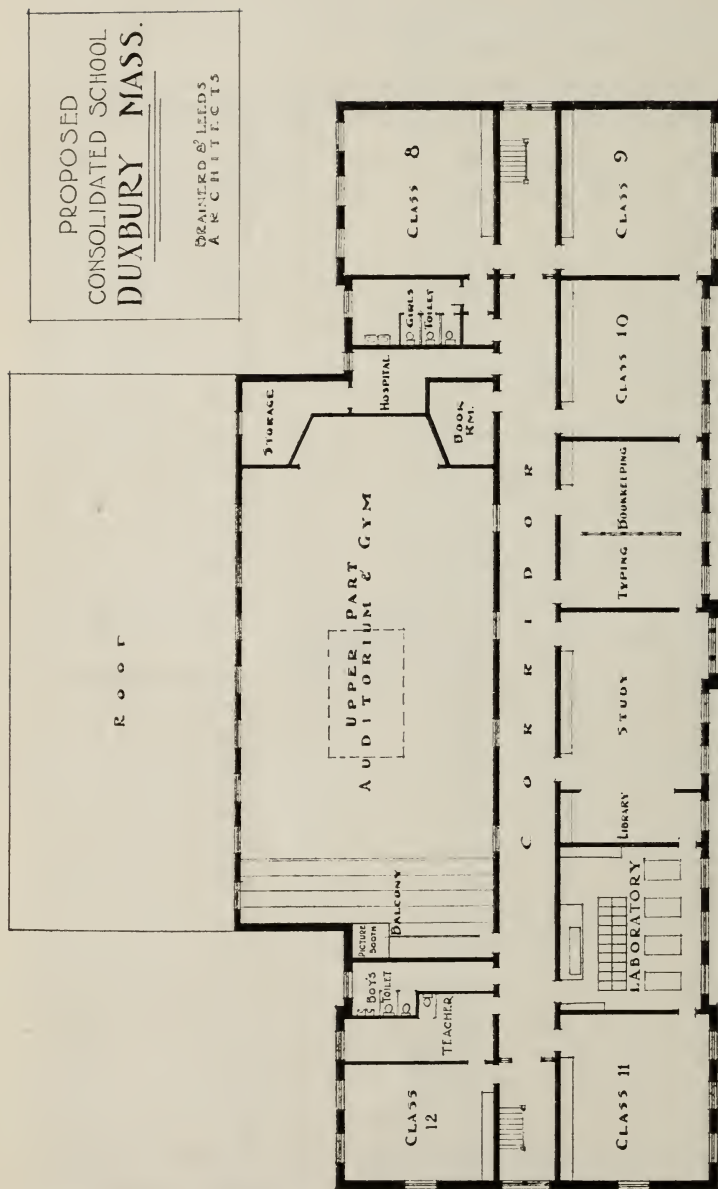 PROPOSED
CONSOLIDATED SCHOOL
DUXBURY MASS.
BRAINERD & LEEDS
ARCHITECTS
ROOF
STORAGE
HOSPITAL
BOOK
RM.
GIRLS
TOILET
CLASS 8
UPPER PART
AUDITORIUM & GYM
BALCONY
PICTURE
BOOTH
BOY'S
TOILET
TEACHER
CLASS
12
CORRIDOR
CLASS 11
LABORATORY
LIBRARY
STUDY
TYPING
BOOKKEEPING
CLASS 10
CLASS 9